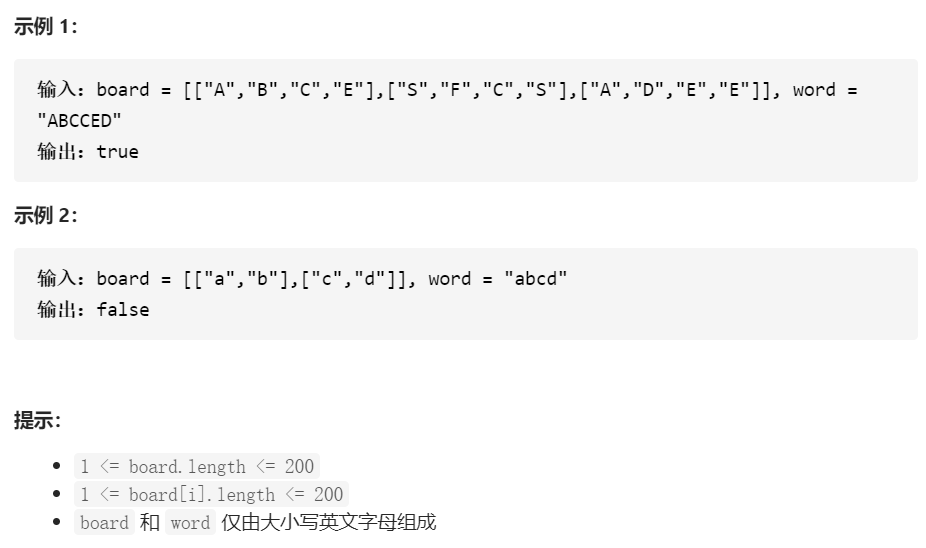 示例 1：
输入：board = [["A","B","C","E"],["S","F","C","S"],["A","D","E","E"]], word =
"ABCCED"
输出：true
示例 2：
输入：board = [["a","b"],["c","d"]], word = "abcd"
输出：false
提示：
• 1 <= board.length <= 200
• 1 <= board[i].length <= 200
• board 和 word 仅由大小写英文字母组成